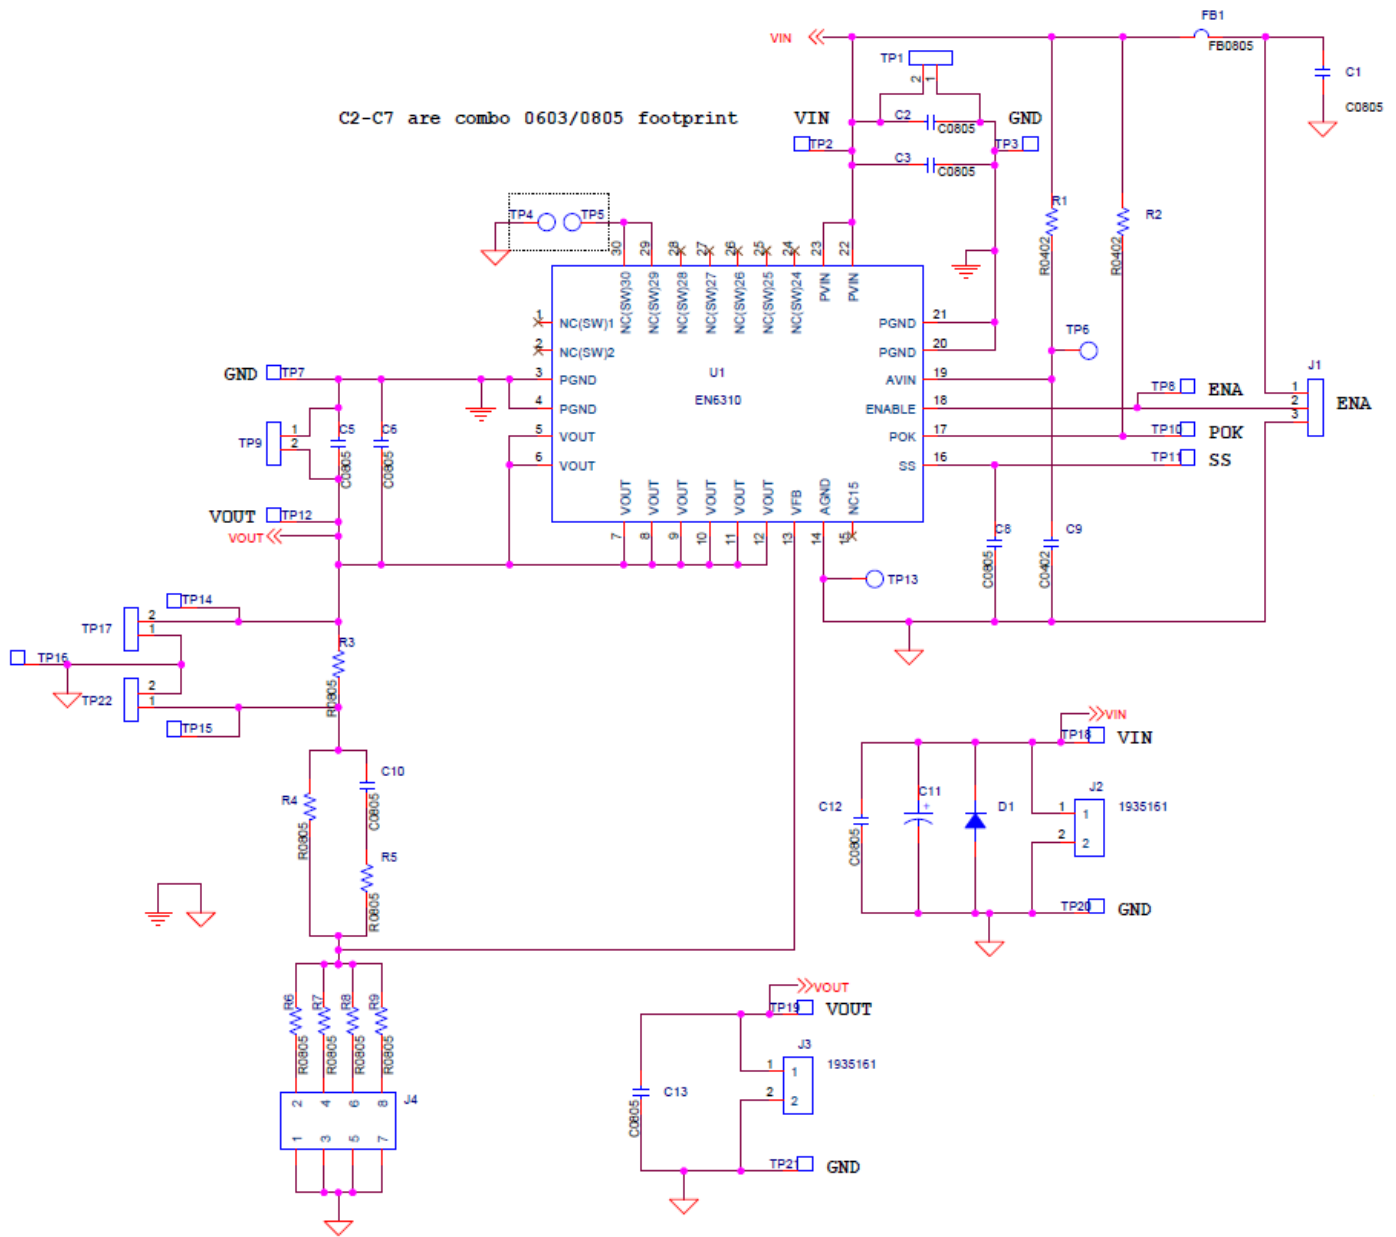 FB1
VIN
FB0805
TP1
C1
2 1
C0805
C2-C7 are combo 0603/0805 footprint
VIN
C2
C0805
GND
TP2
TP3
C3
C0805
TP4
TP5
R1
R0402
R2
R0402
30 29 28 27 26 25 24 23 22
NC(SW)30
NC(SW)29
NC(SW)28
NC(SW)27
NC(SW)26
NC(SW)25
NC(SW)24
PVIN
PVIN
1 NC(SW)1
PGND 21
2 NC(SW)2
PGND 20
TP6
U1
EN6310
GND
TP7
3 PGND
AVIN 19
J1
4 PGND
ENABLE 18
TP8
ENA
1
2
3
ENA
TP9
1
2
C5
C0805
C6
C0805
5 VOUT
POK 17
TP10
POK
6 VOUT
SS 16
TP11
SS
VOUT
VOUT
VOUT
VOUT
VOUT
VOUT
VFB
AGND
NC15
7 8 9 10 11 12 13 14 15
VOUT
TP12
VOUT
C8
C0805
C9
C0402
TP13
TP14
TP17
2
1
TP16
R3
R0805
TP22
2
1
TP15
C10
C0805
R4
R0805
R5
R0805
VIN
TP18
VIN
C12
C0805
C11
+
D1
J2
1935161
1 1
2 2
TP20
GND
R6
R0805
R7
R0805
R8
R0805
R9
R0805
2 4 6 8
J4
1 3 5 7
VOUT
TP19
VOUT
J3
1935161
1 1
2 2
C13
C0805
TP21
GND